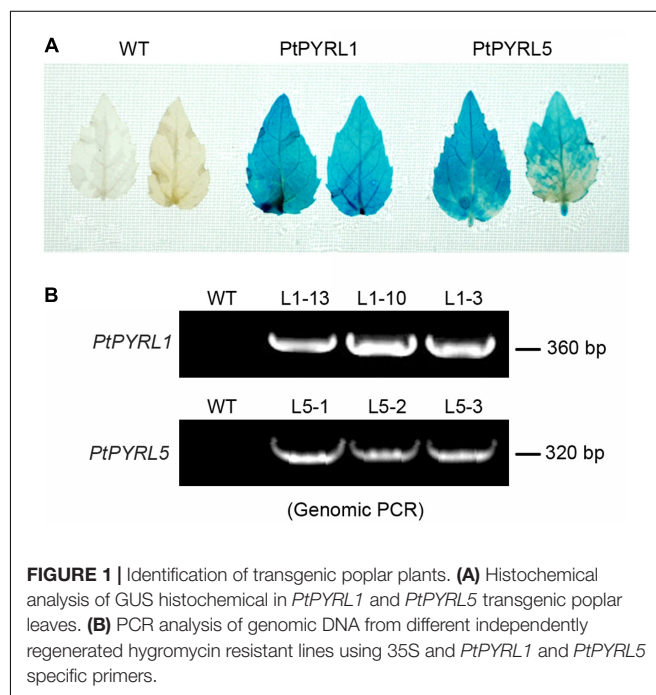 A
WT PtPYRL1 PtPYRL5
B
WT L1-13 L1-10 L1-3
PtPYRL1
360 bp
WT L5-1 L5-2 L5-3
PtPYRL5
320 bp
(Genomic PCR)
FIGURE 1 | Identification of transgenic poplar plants. (A) Histochemical
analysis of GUS histochemical in PtPYRL1 and PtPYRL5 transgenic poplar
leaves. (B) PCR analysis of genomic DNA from different independently
regenerated hygromycin resistant lines using 35S and PtPYRL1 and PtPYRL5
specific primers.